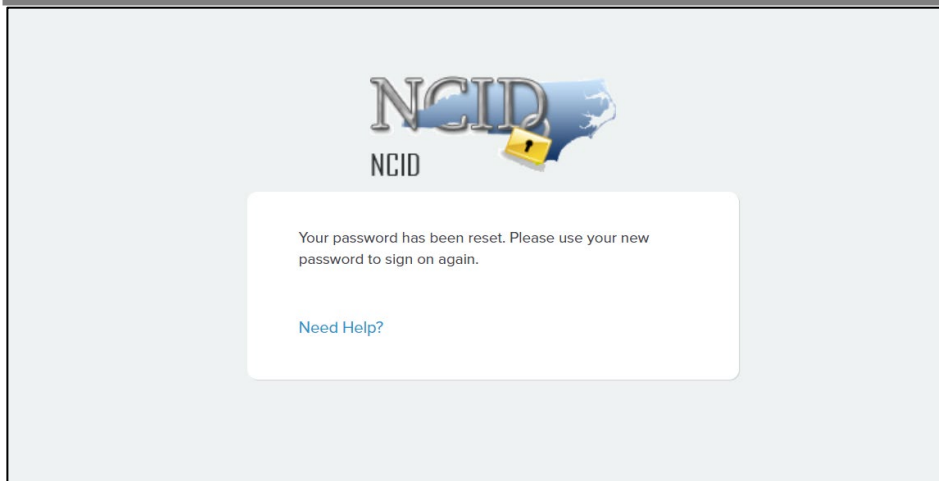 NCID
NCID
Your password has been reset. Please use your new
password to sign on again.
Need Help?